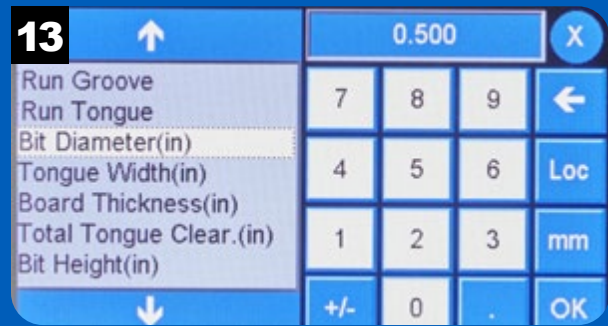 13
0.500
X
Run Groove
Run Tongue
Bit Diameter(in)
Tongue Width(in)
Board Thickness(in)
Total Tongue Clear.(in)
Bit Height(in)
7 8 9
4 5 6 Loc
1 2 3 mm
+/- 0 . OK